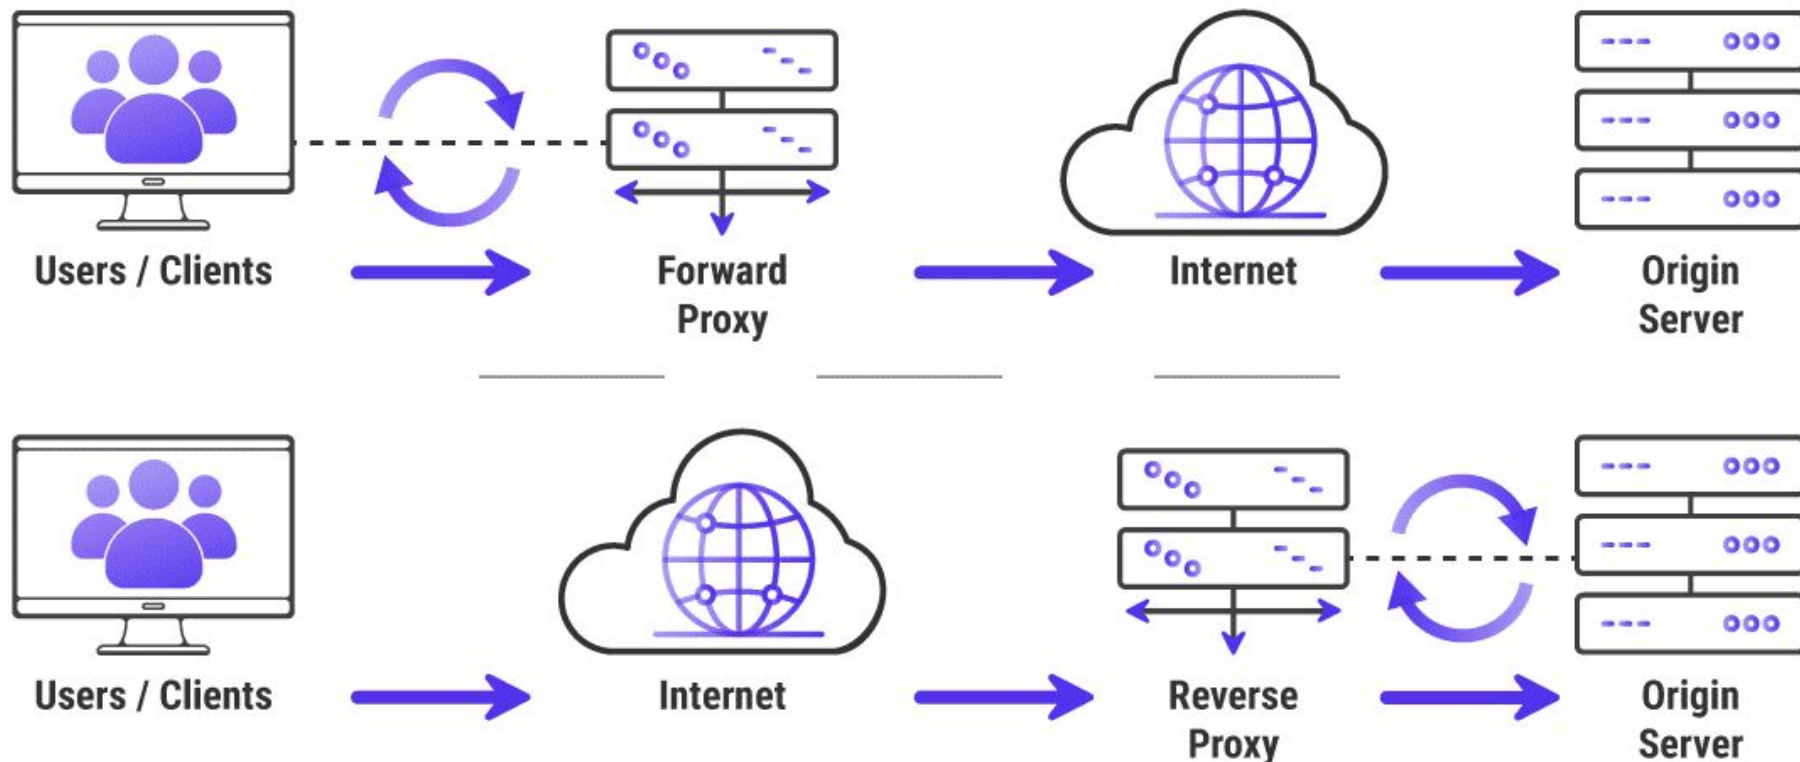 Users / Clients
Forward
Proxy
Internet
Origin
Server
Users / Clients
Internet
Reverse
Proxy
Origin
Server